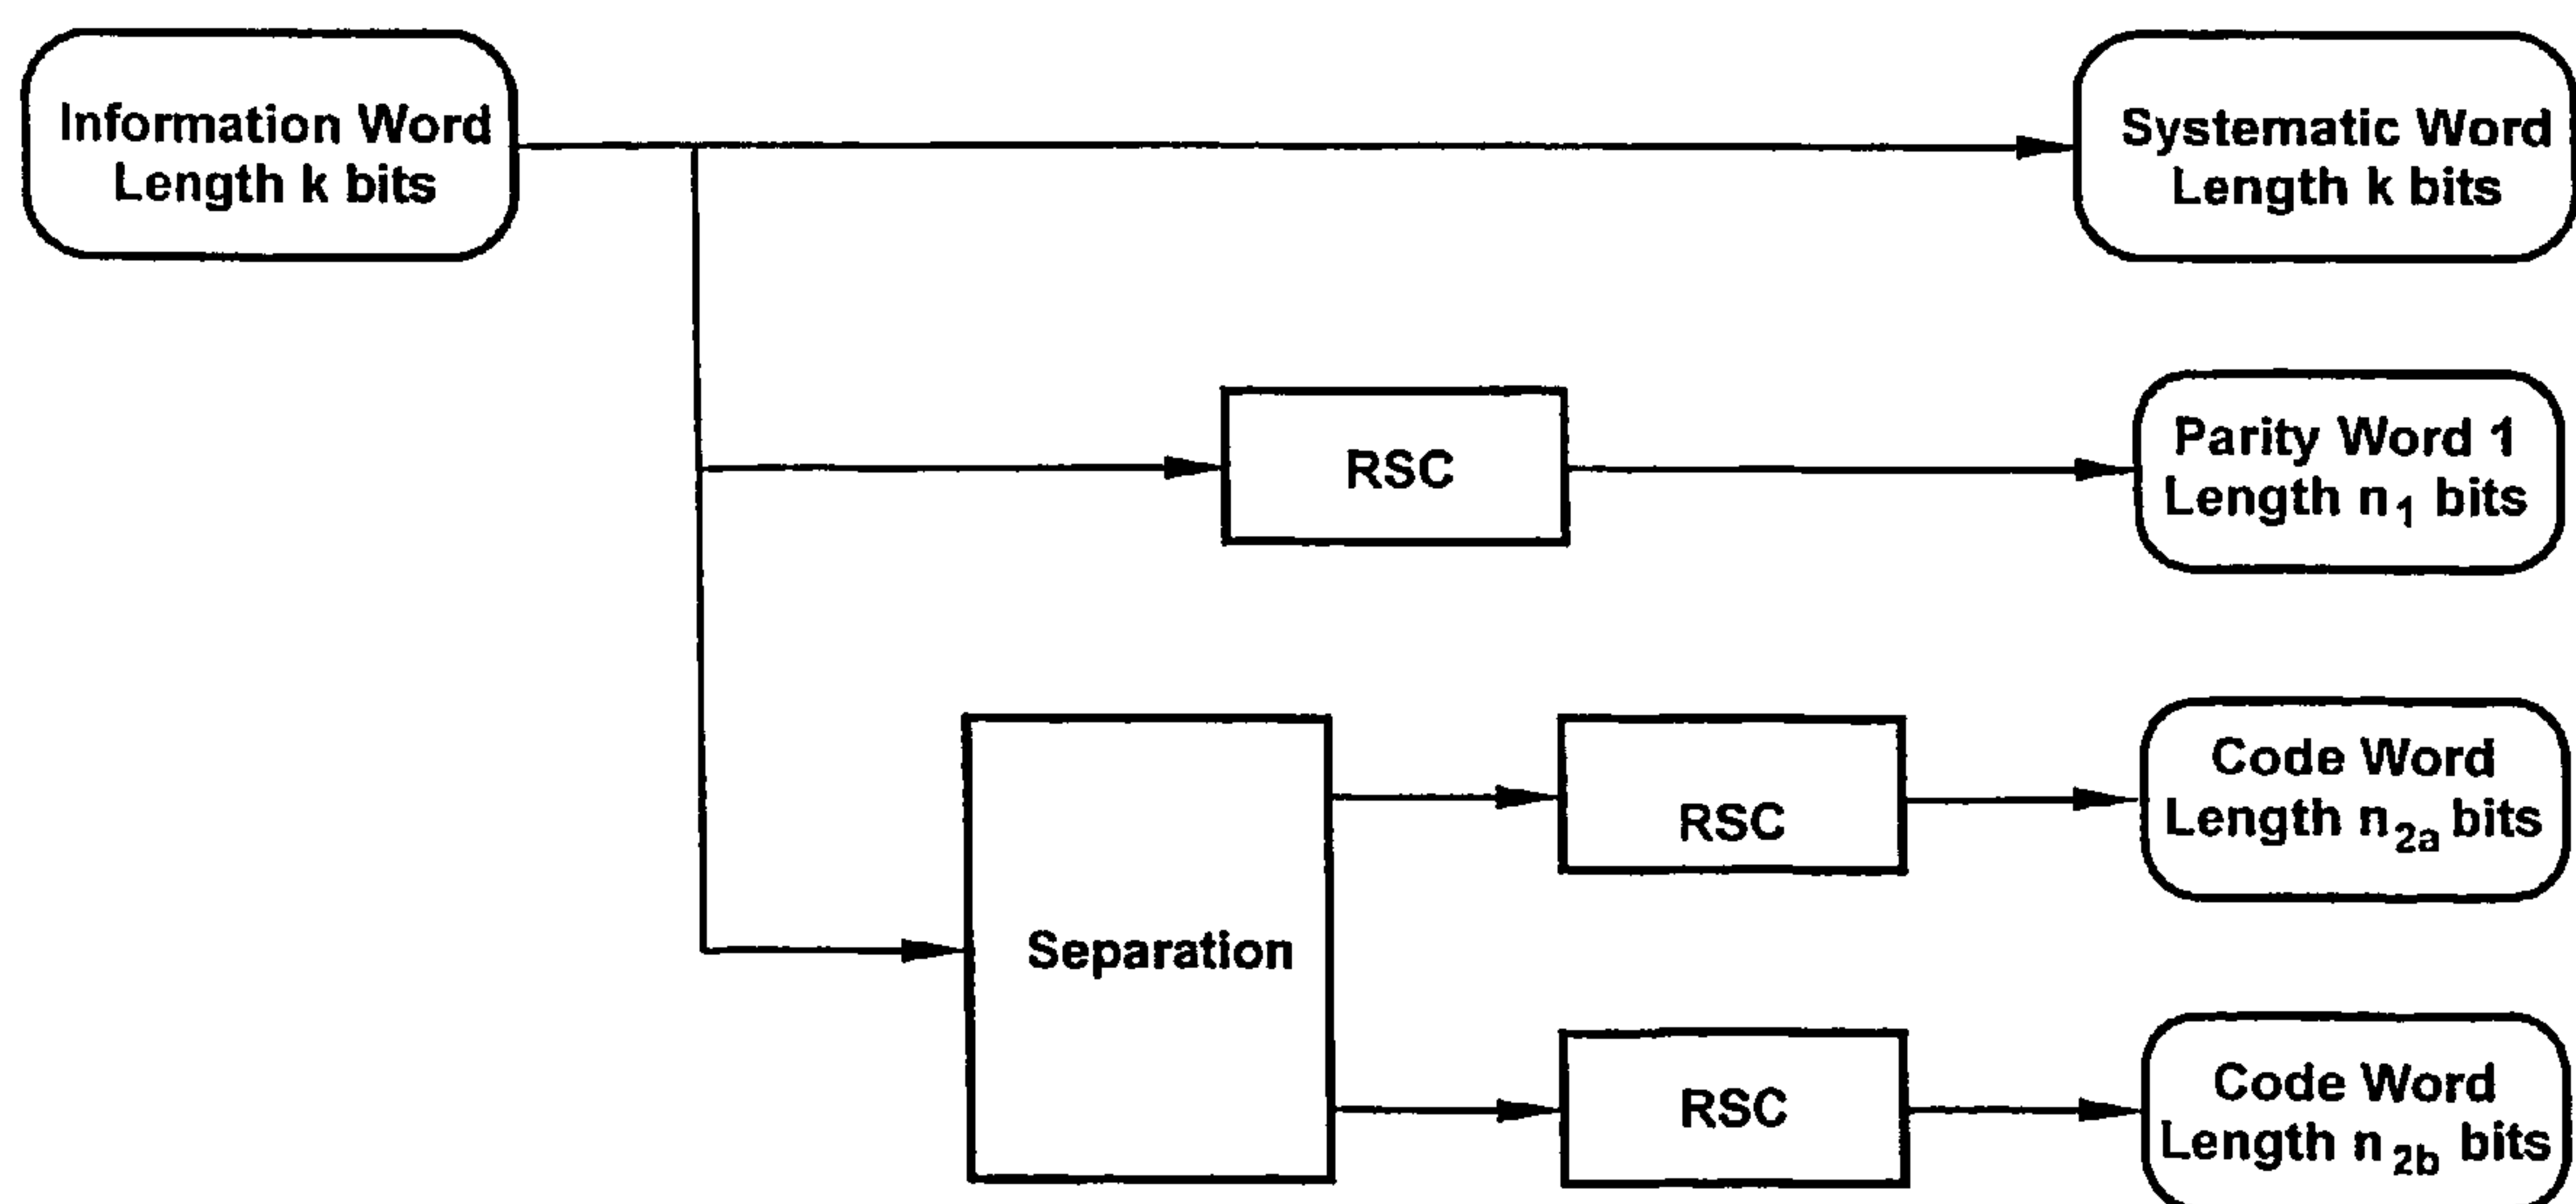 Information Word
Length k bits
Systematic Word
Length k bits
RSC
Parity Word 1
Length n1 bits
Separation
RSC
Code Word
Length n2a bits
RSC
Code Word
Length n2b bits